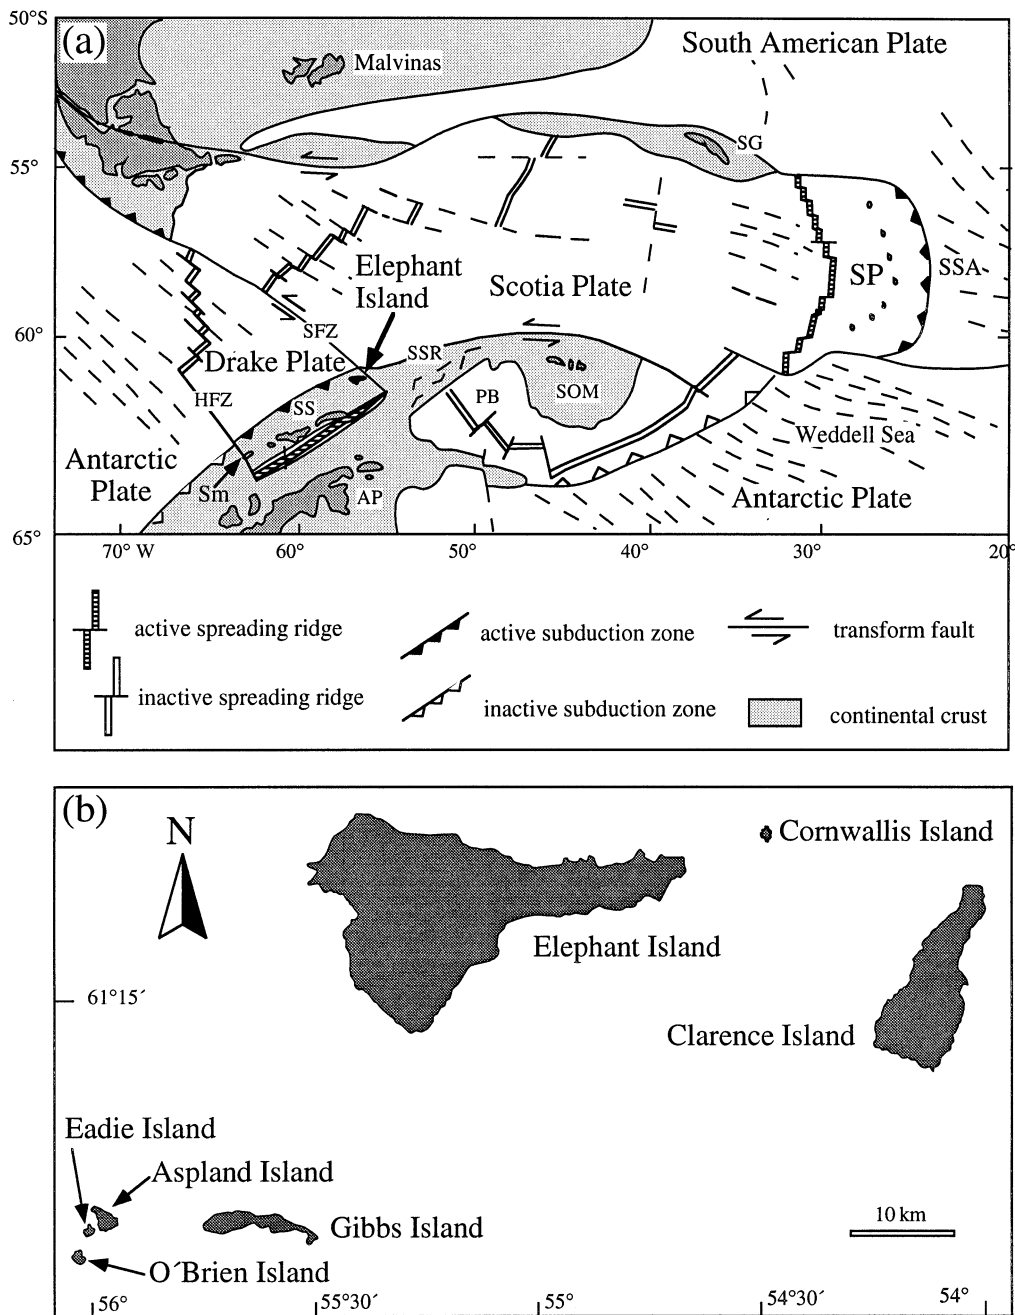 50°S
(a)
South American Plate
Malvinas
SG
55°
Elephant
Island
Scotia Plate
SP
SSA
SFZ
60°
Drake Plate
SSR
HFZ
SS
PB
SOM
Weddell Sea
Antarctic
Plate
Sm
AP
Antarctic Plate
65°
70° W
60°
50°
40°
30°
20°
active spreading ridge
active subduction zone
transform fault
inactive spreading ridge
inactive subduction zone
continental crust
(b)
N
Cornwallis Island
Elephant Island
61°15´
Clarence Island
Eadie Island
Aspland Island
Gibbs Island
10 km
O´Brien Island
56°
55°30´
55°
54°30´
54°